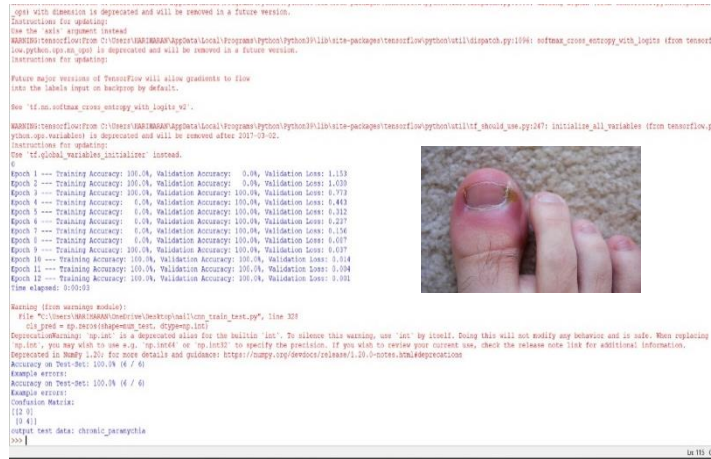 _ops) with dimension is deprecated and will be removed in a future version.
Instructions for updating:
Use the `axis` argument instead
WARNING:tensorflow:From C:\Users\HARIHARAN\AppData\Local\Programs\Python\Python39\lib\site-packages\tensorflow\python\util\dispatch.py:1096: softmax_cross_entropy_with_logits (from tensorf
low.python.ops.nn_ops) is deprecated and will be removed in a future version.
Instructions for updating:
Future major versions of TensorFlow will allow gradients to flow
into the labels input on backprop by default.
See `tf.nn.softmax_cross_entropy_with_logits_v2`.
WARNING:tensorflow:From C:\Users\HARIHARAN\AppData\Local\Programs\Python\Python39\lib\site-packages\tensorflow\python\util\tf_should_use.py:247: initialize_all_variables (from tensorflow.p
ython.ops.variables) is deprecated and will be removed after 2017-03-02.
Instructions for updating:
Use `tf.global_variables_initializer` instead.
0
Epoch 1 --- Training Accuracy: 100.0%, Validation Accuracy:   0.0%, Validation Loss: 1.153
Epoch 2 --- Training Accuracy: 100.0%, Validation Accuracy:   0.0%, Validation Loss: 1.030
Epoch 3 --- Training Accuracy: 100.0%, Validation Accuracy: 100.0%, Validation Loss: 0.773
Epoch 4 --- Training Accuracy:   0.0%, Validation Accuracy: 100.0%, Validation Loss: 0.443
Epoch 5 --- Training Accuracy:   0.0%, Validation Accuracy: 100.0%, Validation Loss: 0.312
Epoch 6 --- Training Accuracy:   0.0%, Validation Accuracy: 100.0%, Validation Loss: 0.237
Epoch 7 --- Training Accuracy:   0.0%, Validation Accuracy: 100.0%, Validation Loss: 0.156
Epoch 8 --- Training Accuracy:   0.0%, Validation Accuracy: 100.0%, Validation Loss: 0.087
Epoch 9 --- Training Accuracy: 100.0%, Validation Accuracy: 100.0%, Validation Loss: 0.037
Epoch 10 --- Training Accuracy: 100.0%, Validation Accuracy: 100.0%, Validation Loss: 0.014
Epoch 11 --- Training Accuracy: 100.0%, Validation Accuracy: 100.0%, Validation Loss: 0.004
Epoch 12 --- Training Accuracy: 100.0%, Validation Accuracy: 100.0%, Validation Loss: 0.001
Time elapsed: 0:00:03
Warning (from warnings module):
File "C:\Users\HARIHARAN\OneDrive\Desktop\nail\cnn_train_test.py", line 329
cls_pred = np.zeros(shape=num_test, dtype=np.int)
DeprecationWarning: `np.int` is a deprecated alias for the builtin `int`. To silence this warning, use `int` by itself. Doing this will not modify any behavior and is safe. When replacing
`np.int`, you may wish to use e.g. `np.int64` or `np.int32` to specify the precision. If you wish to review your current use, check the release note link for additional information.
Deprecated in NumPy 1.20; for more details and guidance: https://numpy.org/devdocs/release/1.20.0-notes.html#deprecations
Accuracy on Test-Set: 100.0% (6 / 6)
Example errors:
Accuracy on Test-Set: 100.0% (6 / 6)
Example errors:
Confusion Matrix:
[[2 0]
[0 4]]
output test data: chronic_paronychia
>>>
Ln: 115